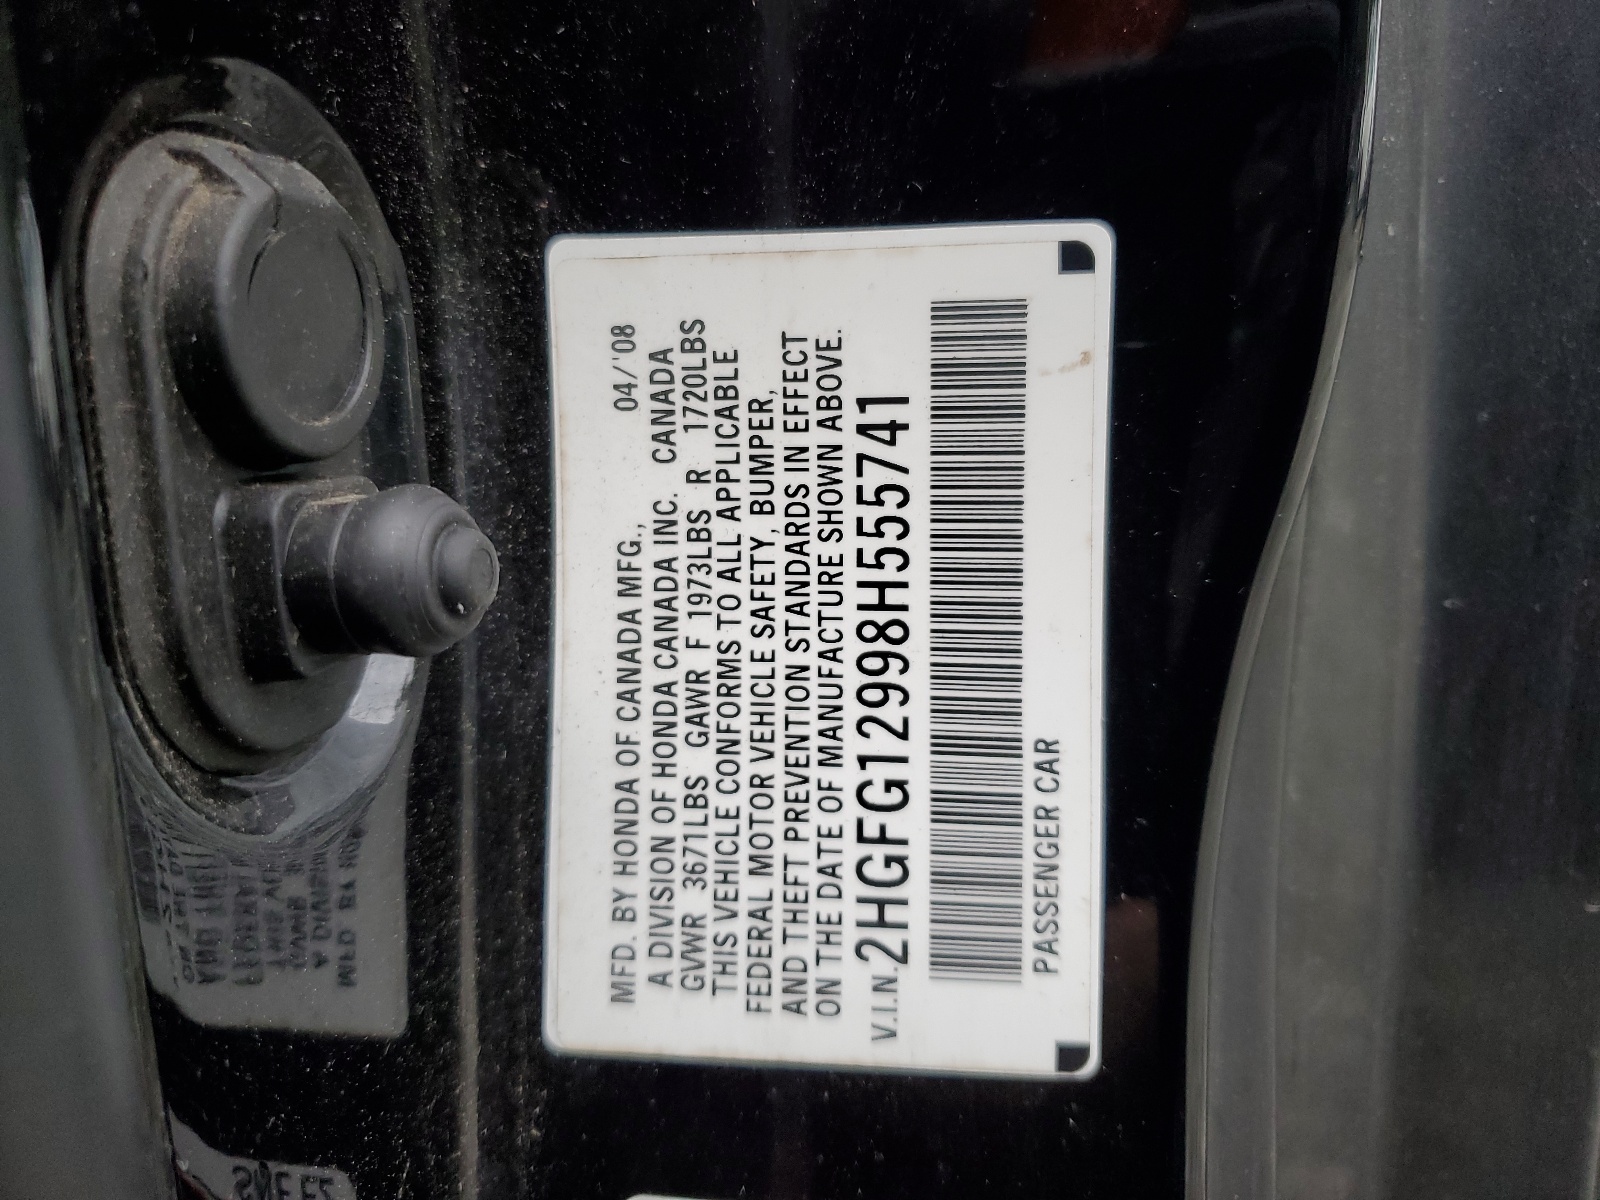 MFD. BY HONDA OF CANADA MFG., 04/'08
A DIVISION OF HONDA CANADA INC. CANADA
GVWR 3671LBS GAWR F 1973LBS R 1720LBS
THIS VEHICLE CONFORMS TO ALL APPLICABLE
FEDERAL MOTOR VEHICLE SAFETY, BUMPER,
AND THEFT PREVENTION STANDARDS IN EFFECT
ON THE DATE OF MANUFACTURE SHOWN ABOVE.
V.I.N. 2HGFG12998H555741
PASSENGER CAR